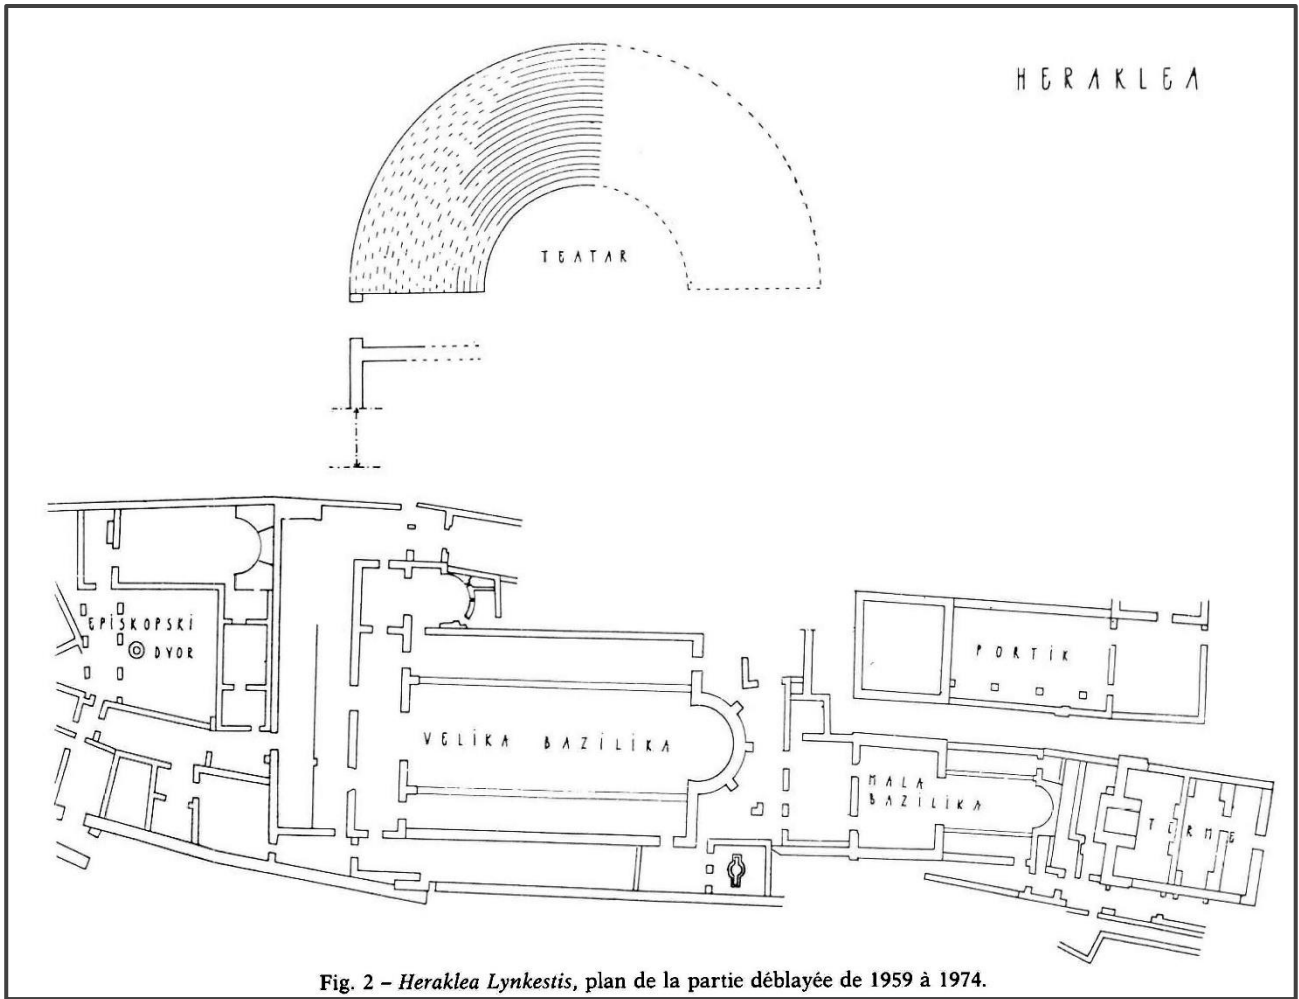 HERAKLEA
TEATAR
EPISKOPSKI
DVOR
PORTIK
VELIKA BAZILIKA
MALA
BAZILIKA
TERME
Fig. 2 – Heraklea Lynkestis, plan de la partie déblayée de 1959 à 1974.